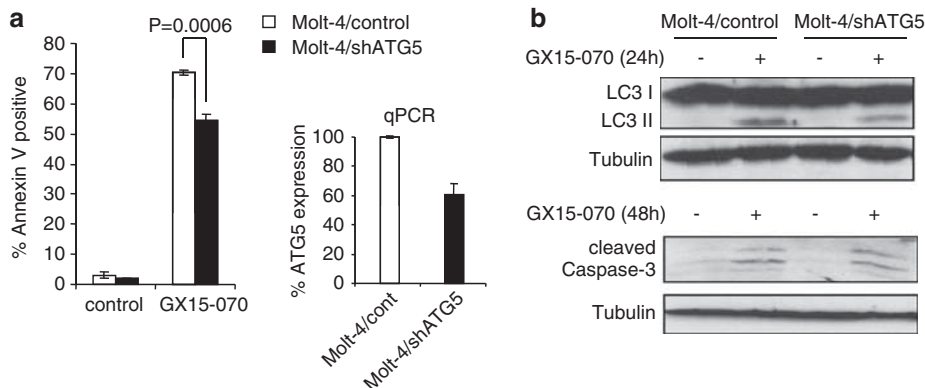 a
P=0.0006
Molt-4/control
Molt-4/shATG5
% Annexin V positive
80
70
60
50
40
30
20
10
0
control
GX15-070
qPCR
% ATG5 expression
100
80
60
40
20
0
Molt-4/cont
Molt-4/shATG5
b
Molt-4/control Molt-4/shATG5
GX15-070 (24h) - + - +
LC3 I
LC3 II
Tubulin
GX15-070 (48h) - + - +
cleaved
Caspase-3
Tubulin